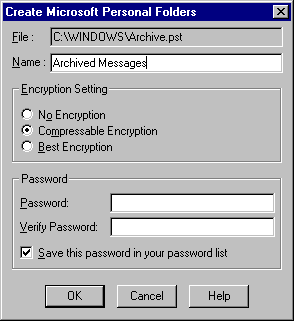 Create Microsoft Personal Folders
File : C:\WINDOWS\Archive.pst
Name : Archived Messages
Encryption Setting
No Encryption
Compressable Encryption
Best Encryption
Password
Password:
Verify Password:
Save this password in your password list
OK Cancel Help